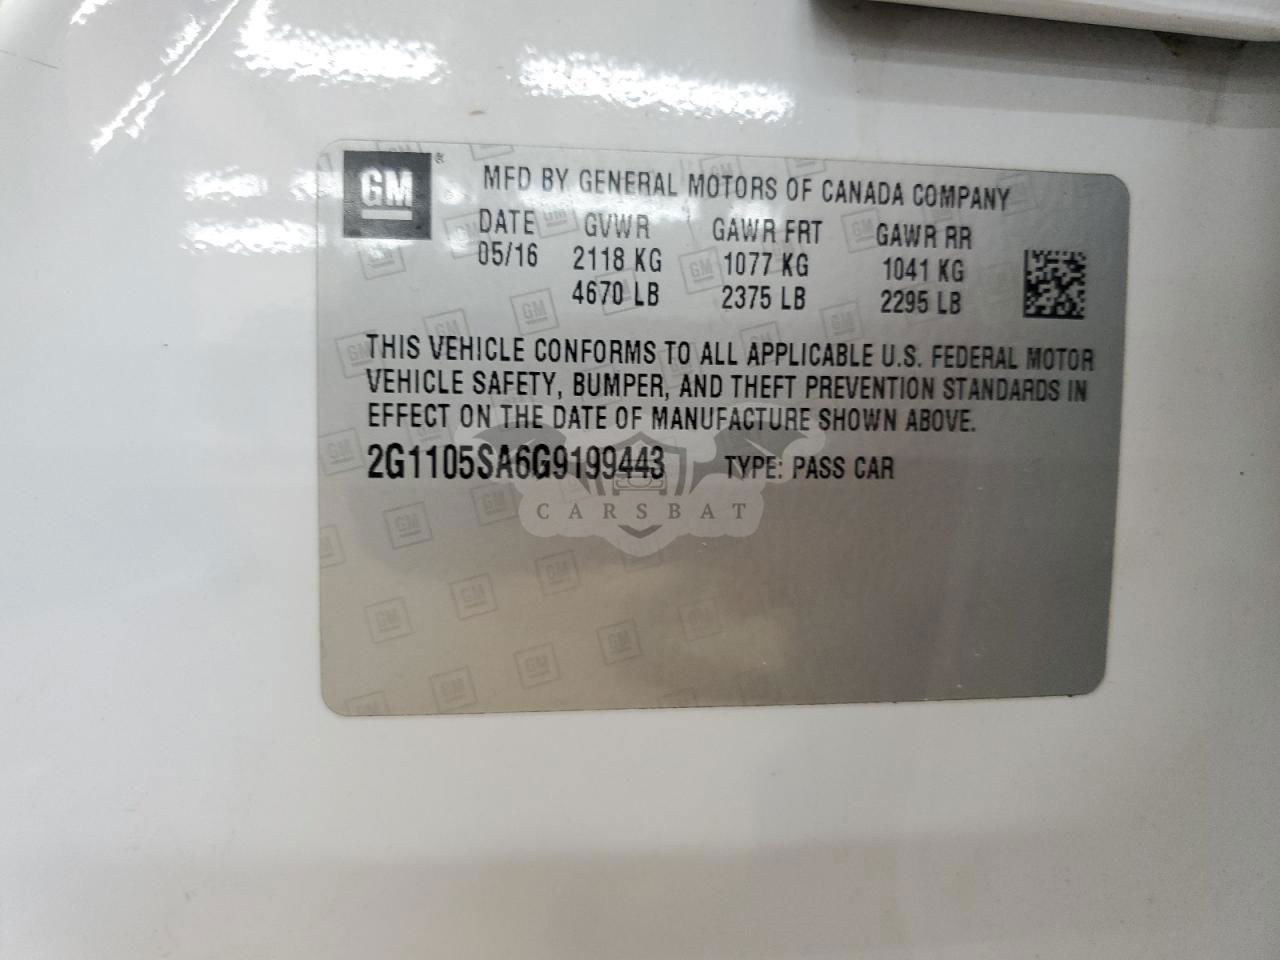 GM
MFD BY GENERAL MOTORS OF CANADA COMPANY
DATE GVWR GAWR FRT GAWR RR
05/16 2118 KG 1077 KG 1041 KG
4670 LB 2375 LB 2295 LB
THIS VEHICLE CONFORMS TO ALL APPLICABLE U.S. FEDERAL MOTOR
VEHICLE SAFETY, BUMPER, AND THEFT PREVENTION STANDARDS IN
EFFECT ON THE DATE OF MANUFACTURE SHOWN ABOVE.
2G1105SA6G9199443 TYPE: PASS CAR
CARSBAT